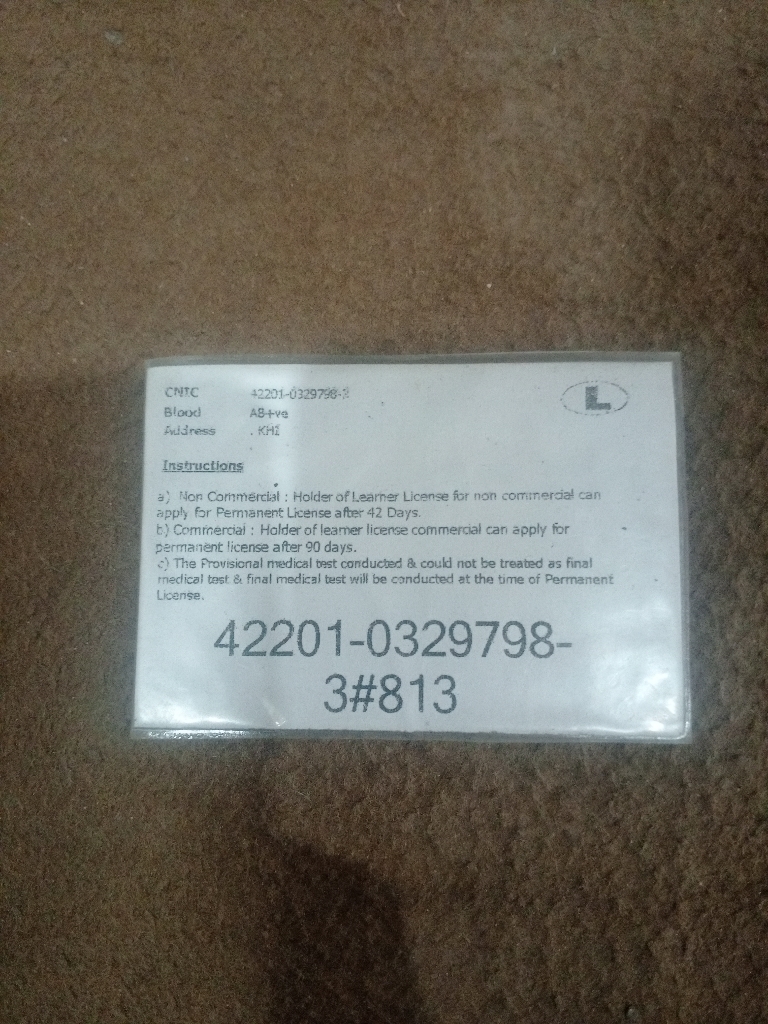 CNIC 42201-0329798-3
Blood AB+ve
Address . KHI
L
Instructions
a) Non Commercial : Holder of Learner License for non commercial can
apply for Permanent License after 42 Days.
b) Commercial : Holder of learner license commercial can apply for
permanent license after 90 days.
c) The Provisional medical test conducted & could not be treated as final
medical test & final medical test will be conducted at the time of Permanent
License.
42201-0329798-
3#813